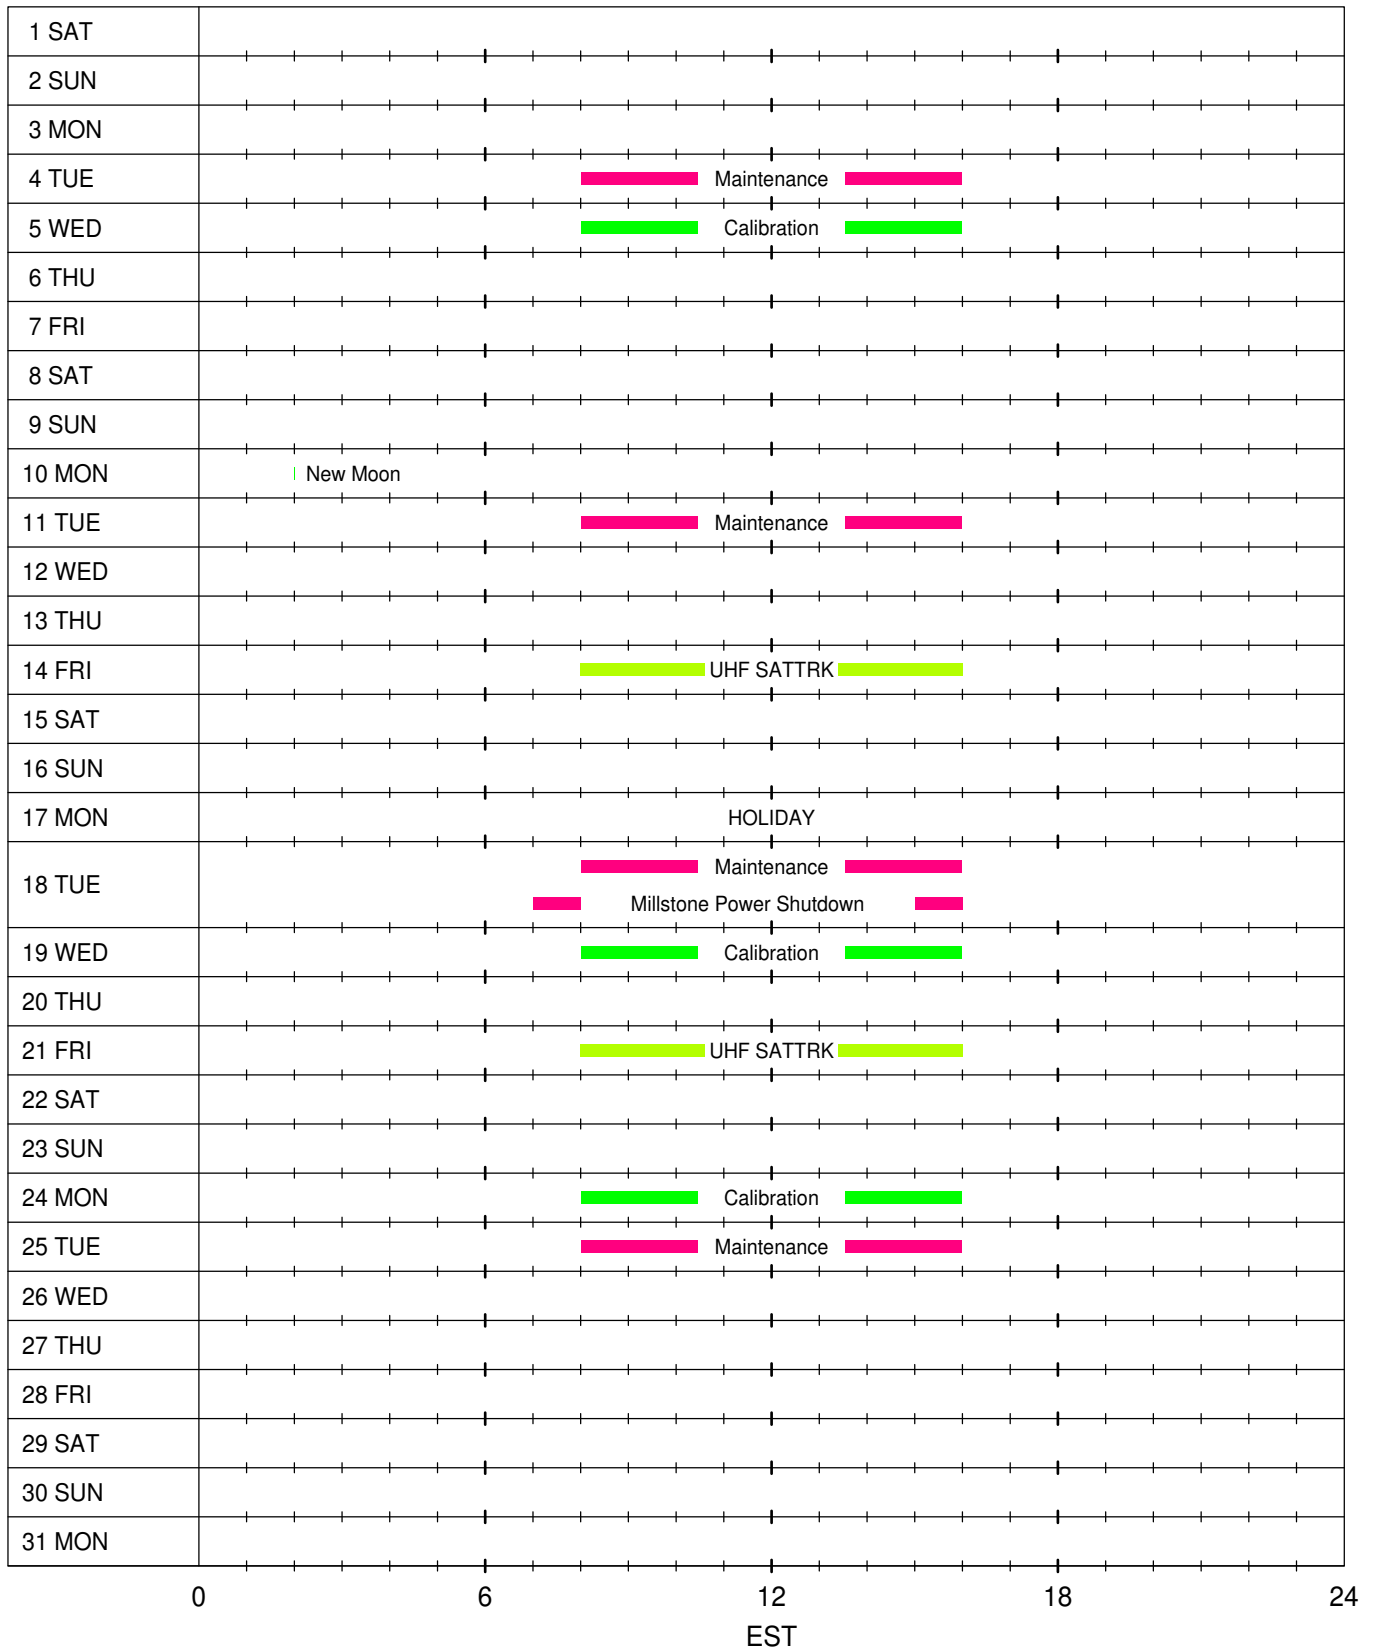 1 SAT
2 SUN
3 MON
4 TUE Maintenance
5 WED Calibration
6 THU
7 FRI
8 SAT
9 SUN
10 MON New Moon
11 TUE Maintenance
12 WED
13 THU
14 FRI UHF SATTRK
15 SAT
16 SUN
17 MON HOLIDAY
18 TUE Maintenance
Millstone Power Shutdown
19 WED Calibration
20 THU
21 FRI UHF SATTRK
22 SAT
23 SUN
24 MON Calibration
25 TUE Maintenance
26 WED
27 THU
28 FRI
29 SAT
30 SUN
31 MON
0 6 12 18 24
EST